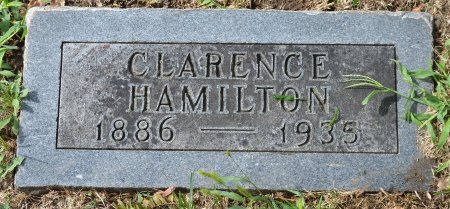 CLARENCE
HAMILTON
1886 — 1935